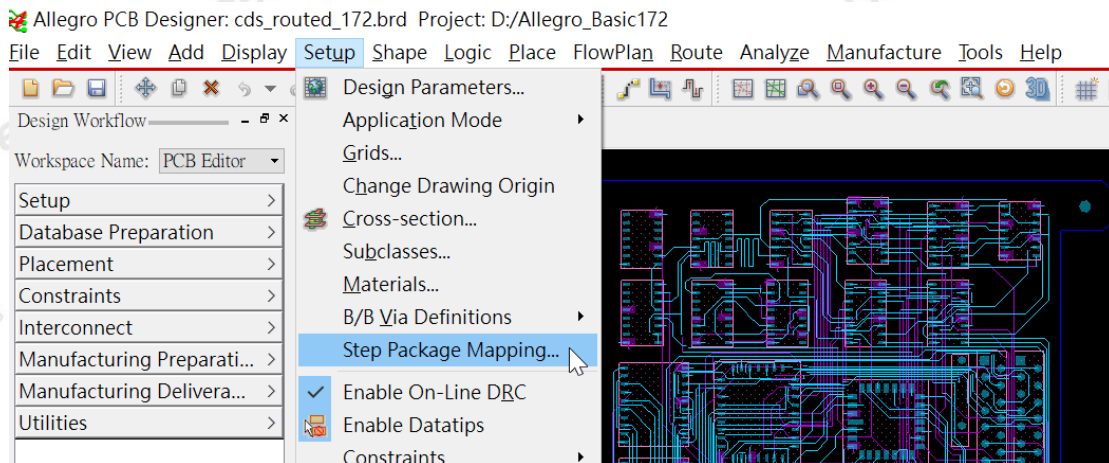 Allegro PCB Designer: cds_routed_172.brd  Project: D:/Allegro_Basic172
File Edit View Add Display Setup Shape Logic Place FlowPlan Route Analyze Manufacture Tools Help
3D
Design Workflow
Workspace Name: PCB Editor
Setup
Database Preparation
Placement
Constraints
Interconnect
Manufacturing Preparati...
Manufacturing Delivera...
Utilities
Design Parameters...
Application Mode
Grids...
Change Drawing Origin
Cross-section...
Subclasses...
Materials...
B/B Via Definitions
Step Package Mapping...
Enable On-Line DRC
Enable Datatips
Constraints